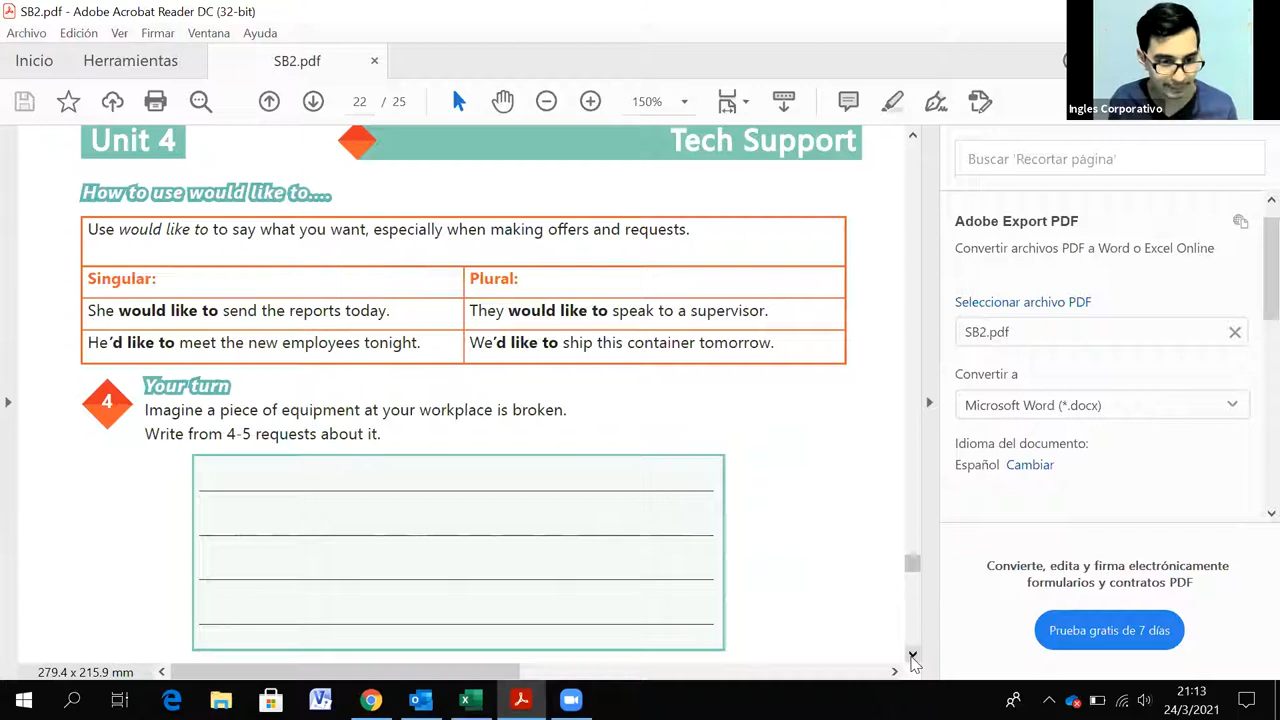 SB2.pdf - Adobe Acrobat Reader DC (32-bit)
Archivo Edición Ver Firmar Ventana Ayuda
Inicio Herramientas SB2.pdf
22 / 25 150%
Ingles Corporativo
Unit 4 Tech Support
How to use would like to....
Use would like to to say what you want, especially when making offers and requests.
Singular: Plural:
She would like to send the reports today. They would like to speak to a supervisor.
He'd like to meet the new employees tonight. We'd like to ship this container tomorrow.
4 Your turn
Imagine a piece of equipment at your workplace is broken.
Write from 4-5 requests about it.
279.4 x 215.9 mm
Buscar 'Recortar página'
Adobe Export PDF
Convertir archivos PDF a Word o Excel Online
Seleccionar archivo PDF
SB2.pdf
Convertir a
Microsoft Word (*.docx)
Idioma del documento:
Español Cambiar
Convierte, edita y firma electrónicamente
formularios y contratos PDF
Prueba gratis de 7 días
21:13
24/3/2021